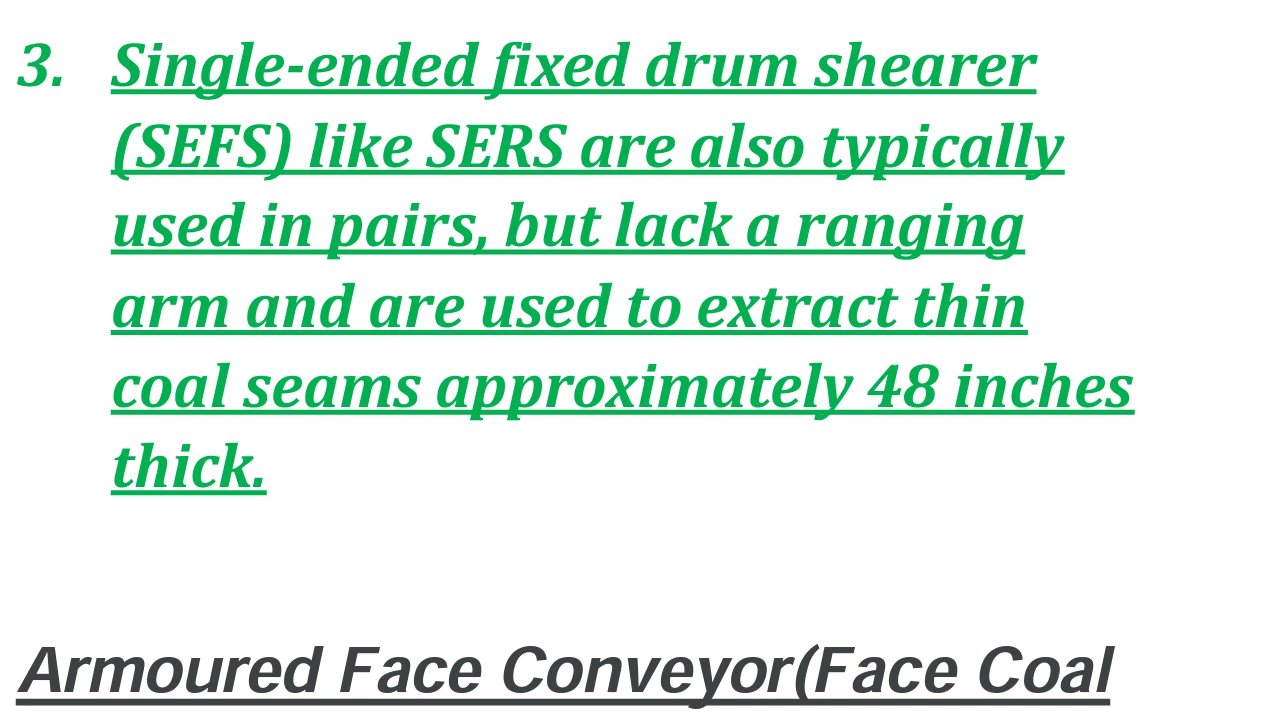 3. Single-ended fixed drum shearer
(SEFS) like SERS are also typically
used in pairs, but lack a ranging
arm and are used to extract thin
coal seams approximately 48 inches
thick.
Armoured Face Conveyor(Face Coal